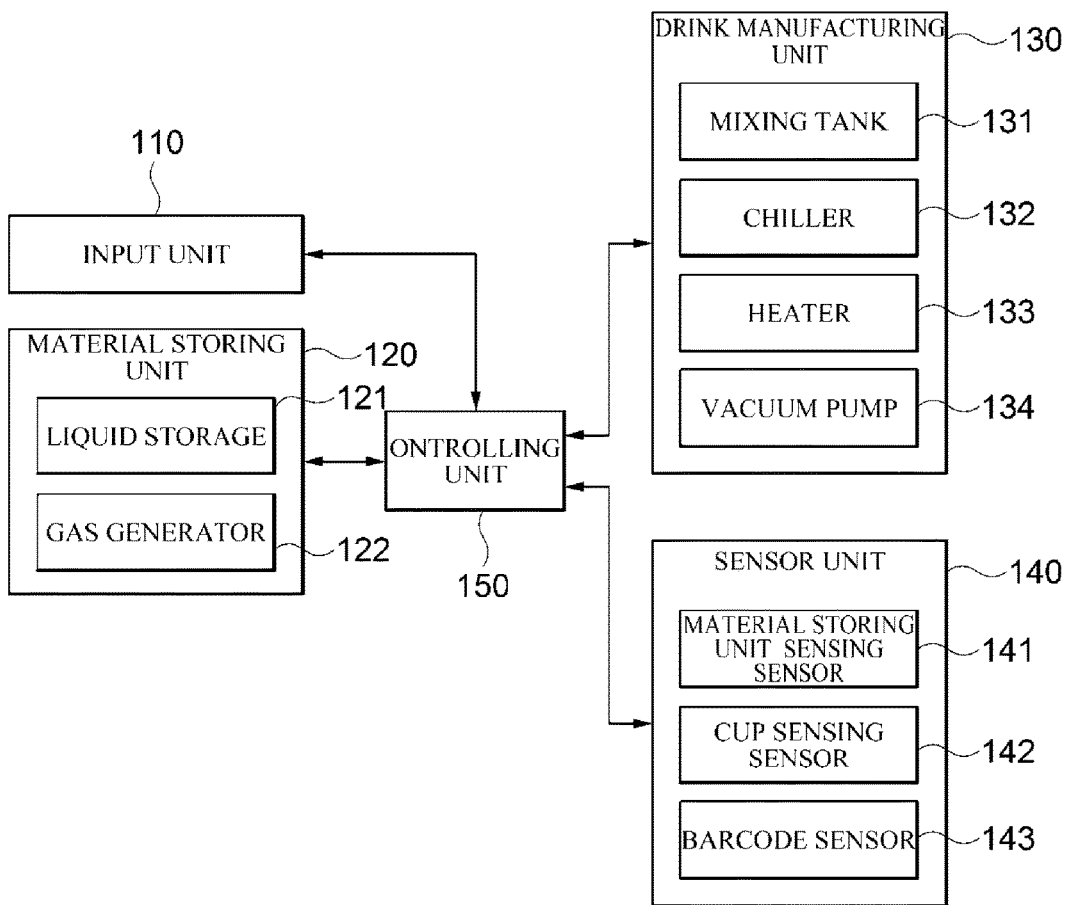 110
INPUT UNIT
MATERIAL STORING
UNIT
120
121
LIQUID STORAGE
GAS GENERATOR
122
ONTROLLING
UNIT
150
DRINK MANUFACTURING
UNIT
130
MIXING TANK
131
CHILLER
132
HEATER
133
VACUUM PUMP
134
SENSOR UNIT
140
MATERIAL STORING
UNIT SENSING
SENSOR
141
CUP SENSING
SENSOR
142
BARCODE SENSOR
143